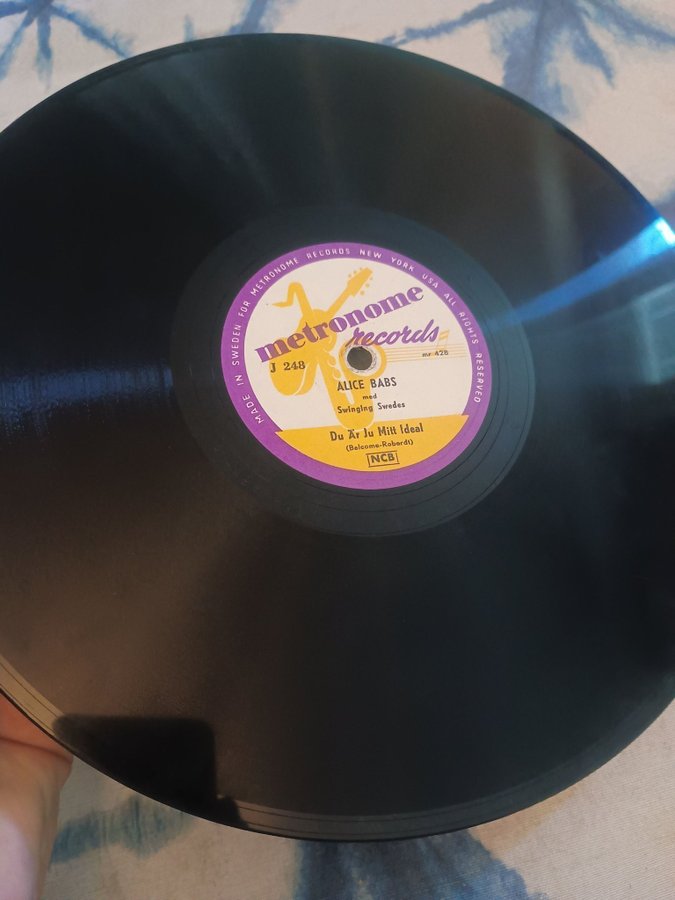 MADE IN SWEDEN FOR METRONOME RECORDS NEW YORK USA ALL RIGHTS RESERVED
metronome
records
J 248
mr 428
ALICE BABS
med
Swinging Swedes
Du Är Ju Mitt Ideal
(Balcome-Roberdt)
NCB